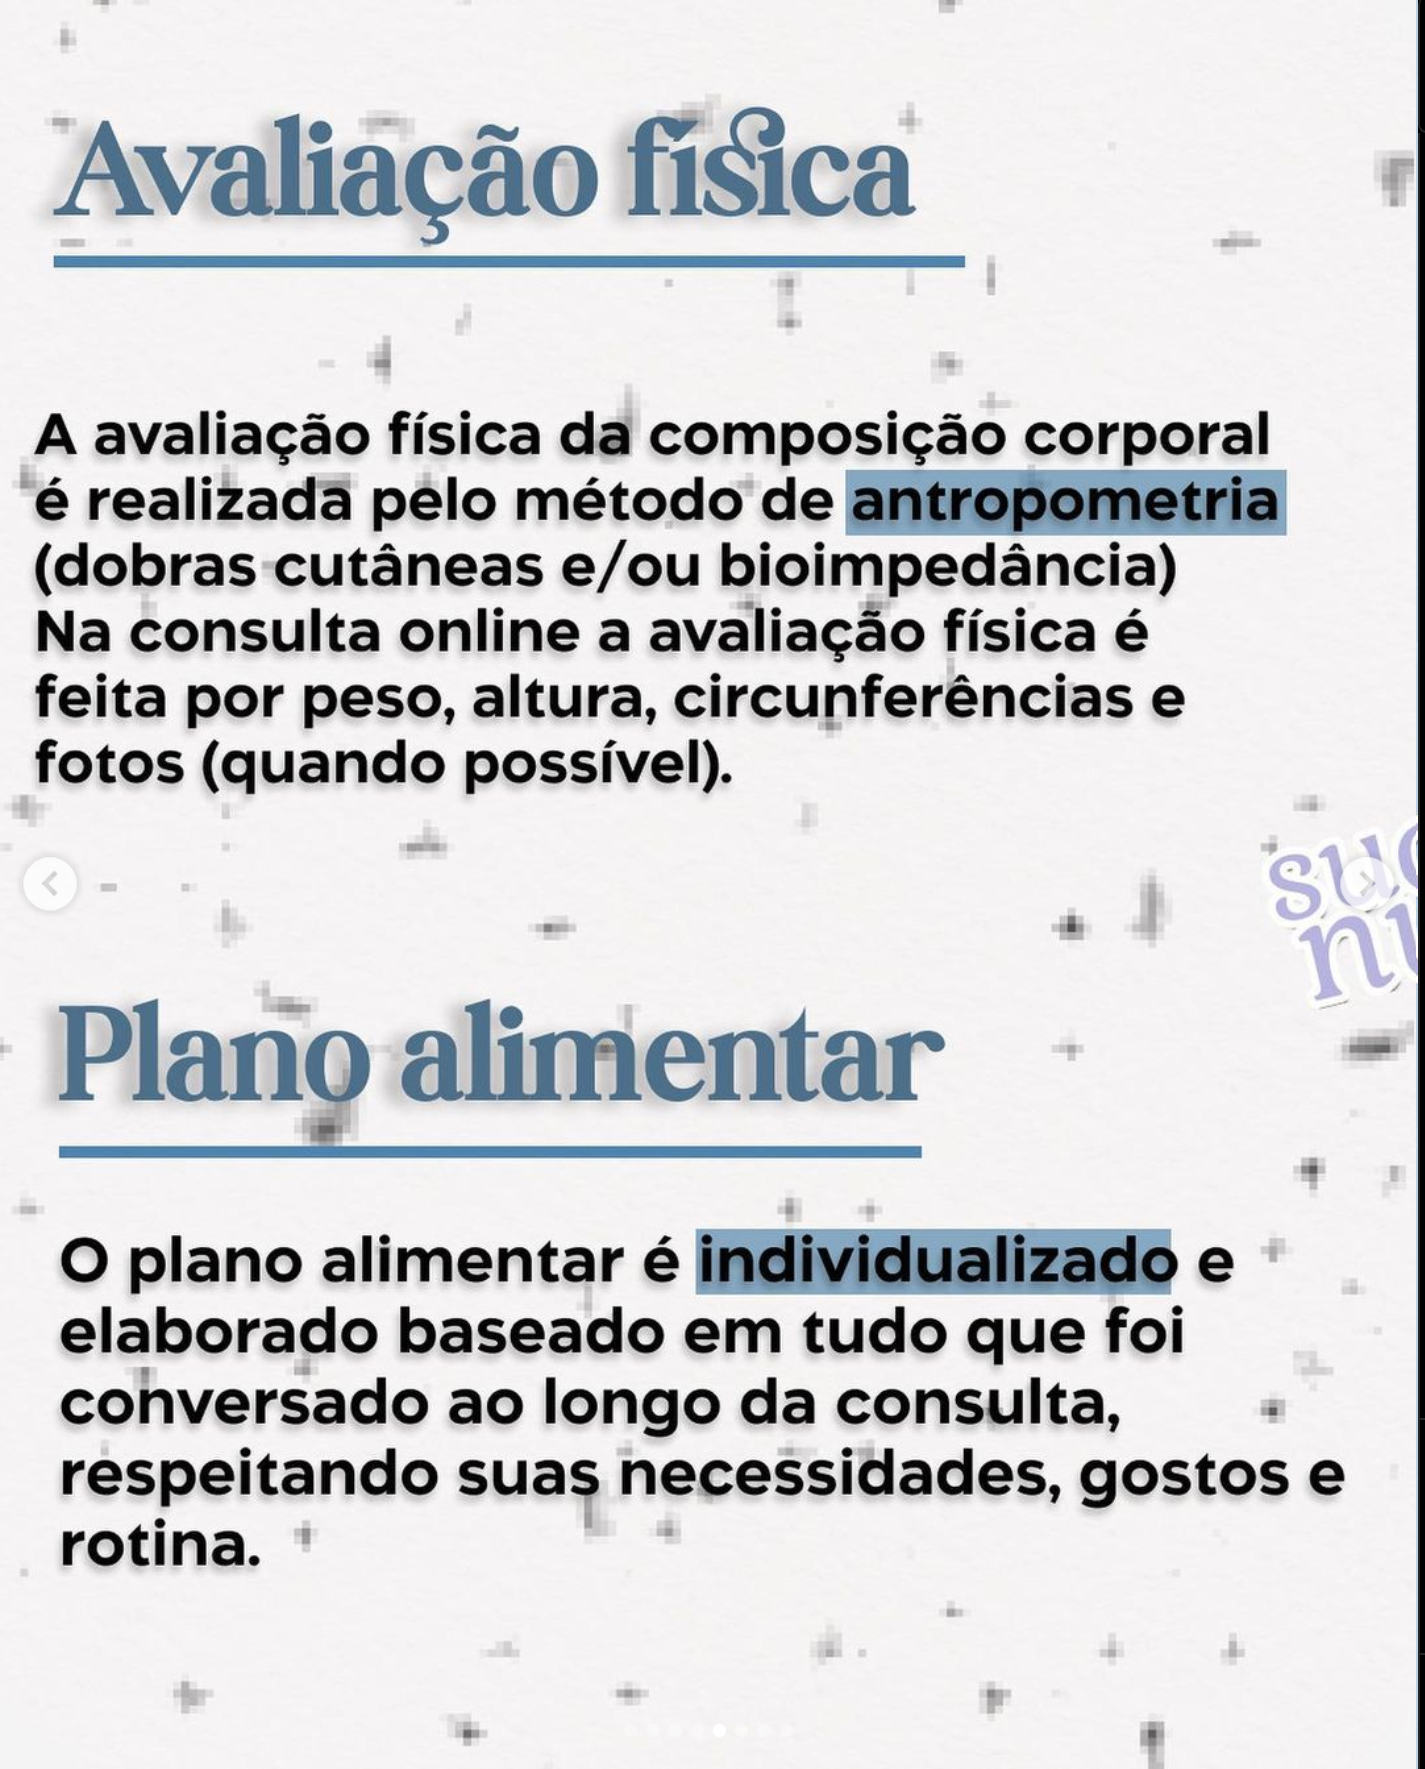 Avaliação física
A avaliação física da composição corporal
é realizada pelo método de antropometria
(dobras cutâneas e/ou bioimpedância)
Na consulta online a avaliação física é
feita por peso, altura, circunferências e
fotos (quando possível).
Plano alimentar
O plano alimentar é individualizado e
elaborado baseado em tudo que foi
conversado ao longo da consulta,
respeitando suas necessidades, gostos e
rotina.